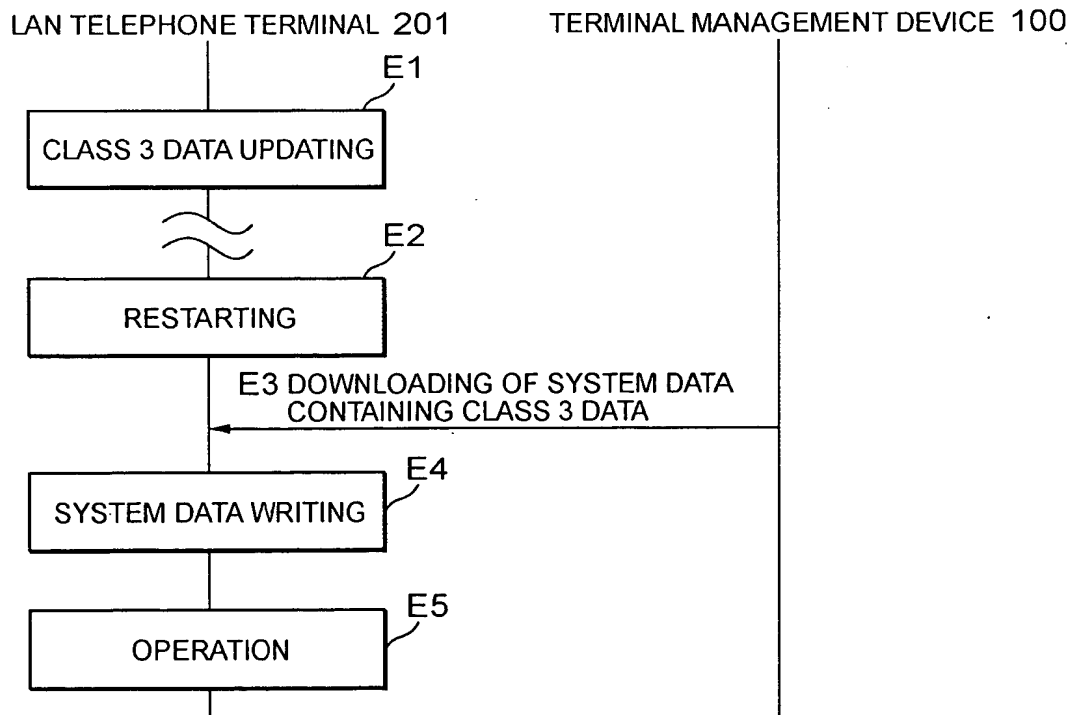 LAN TELEPHONE TERMINAL 201
TERMINAL MANAGEMENT DEVICE 100
E1
CLASS 3 DATA UPDATING
E2
RESTARTING
E3 DOWNLOADING OF SYSTEM DATA
CONTAINING CLASS 3 DATA
E4
SYSTEM DATA WRITING
E5
OPERATION